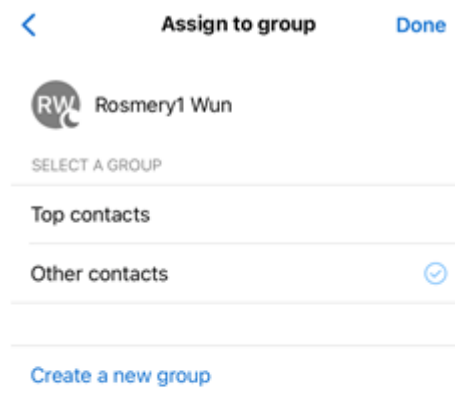 Assign to group
Done
RW
Rosmery1 Wun
SELECT A GROUP
Top contacts
Other contacts
Create a new group